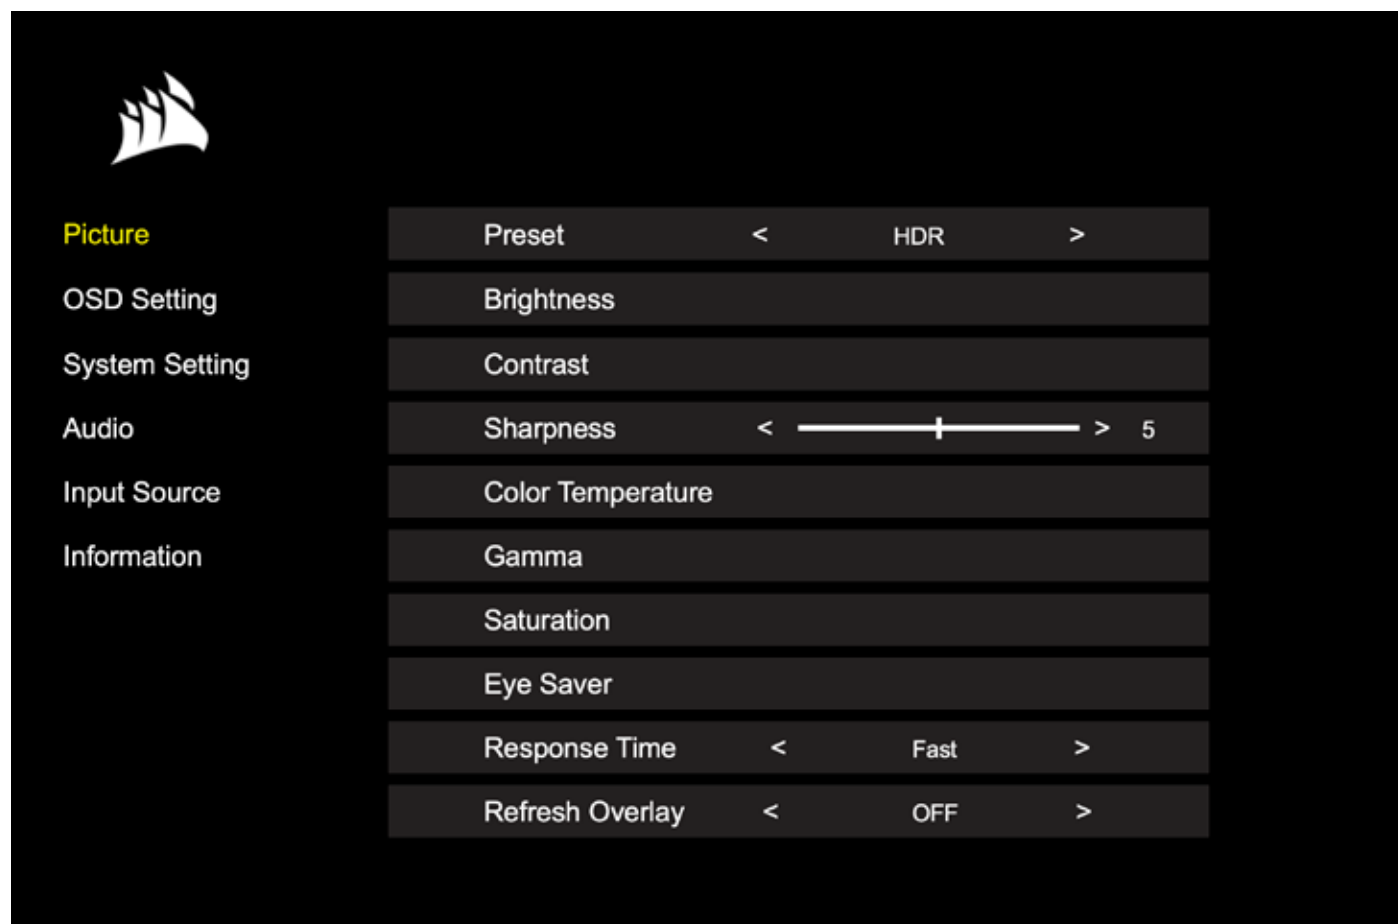 Picture
OSD Setting
System Setting
Audio
Input Source
Information
Preset < HDR >
Brightness
Contrast
Sharpness < > 5
Color Temperature
Gamma
Saturation
Eye Saver
Response Time < Fast >
Refresh Overlay < OFF >